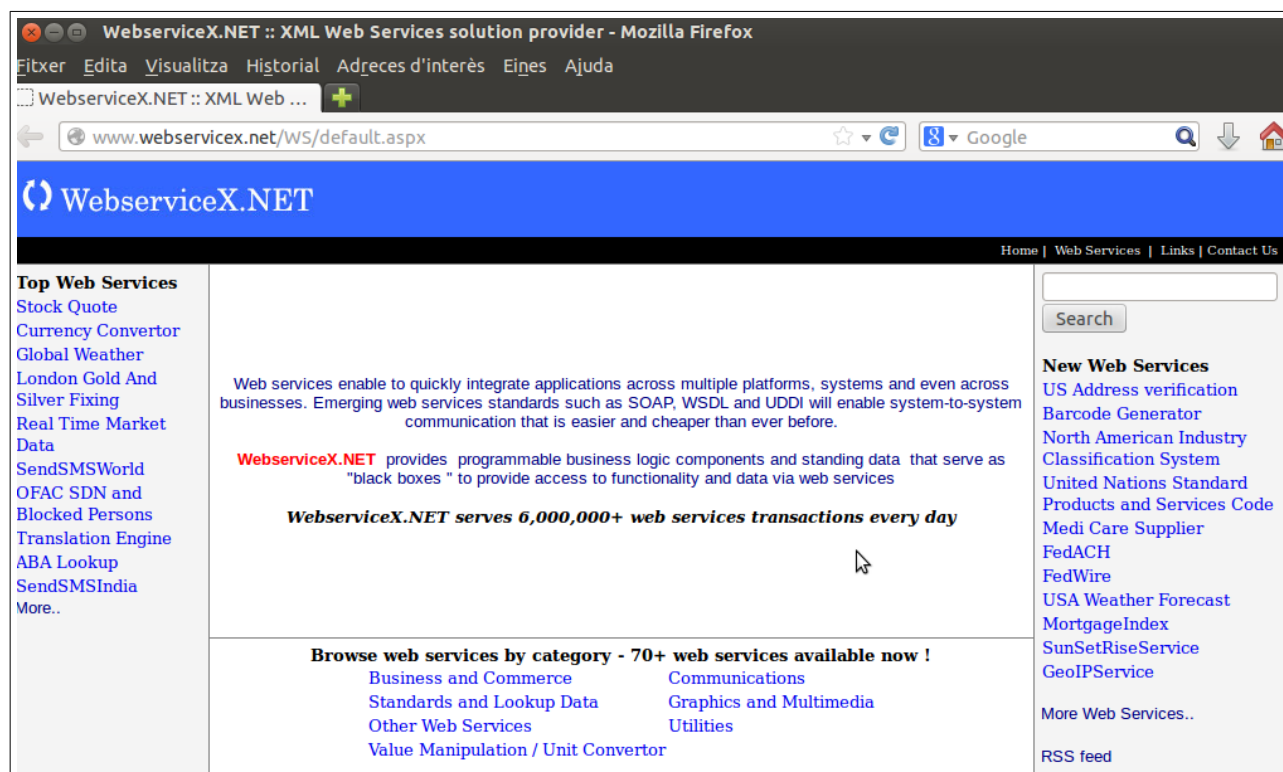 WebserviceX.NET :: XML Web Services solution provider - Mozilla Firefox
Fitxer Edita Visualitza Historial Adreces d'interès Eines Ajuda
WebserviceX.NET :: XML Web ...
www.webservicex.net/WS/default.aspx
Google
WebserviceX.NET
Home | Web Services | Links | Contact Us
Top Web Services
Stock Quote
Currency Convertor
Global Weather
London Gold And
Silver Fixing
Real Time Market
Data
SendSMSWorld
OFAC SDN and
Blocked Persons
Translation Engine
ABA Lookup
SendSMSIndia
More..
Web services enable to quickly integrate applications across multiple platforms, systems and even across
businesses. Emerging web services standards such as SOAP, WSDL and UDDI will enable system-to-system
communication that is easier and cheaper than ever before.
WebserviceX.NET provides programmable business logic components and standing data that serve as
"black boxes " to provide access to functionality and data via web services
WebserviceX.NET serves 6,000,000+ web services transactions every day
Browse web services by category - 70+ web services available now !
Business and Commerce
Communications
Standards and Lookup Data
Graphics and Multimedia
Other Web Services
Utilities
Value Manipulation / Unit Convertor
Search
New Web Services
US Address verification
Barcode Generator
North American Industry
Classification System
United Nations Standard
Products and Services Code
Medi Care Supplier
FedACH
FedWire
USA Weather Forecast
MortgageIndex
SunSetRiseService
GeoIPService
More Web Services..
RSS feed